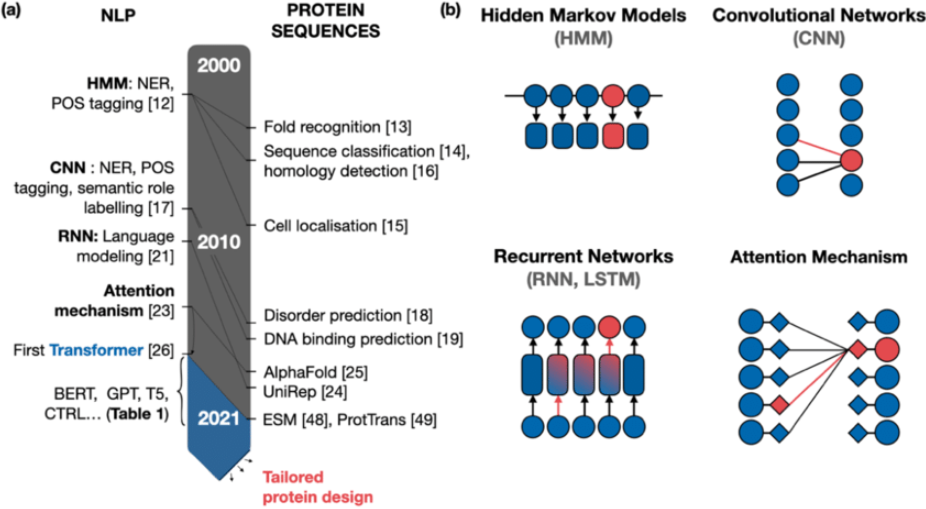 (a)
NLP
PROTEIN
SEQUENCES
2000
HMM: NER,
POS tagging [12]
Fold recognition [13]
Sequence classification [14],
homology detection [16]
CNN : NER, POS
tagging, semantic role
labelling [17]
Cell localisation [15]
RNN: Language
modeling [21]
2010
Attention
mechanism [23]
Disorder prediction [18]
DNA binding prediction [19]
First Transformer [26]
AlphaFold [25]
UniRep [24]
BERT, GPT, T5,
CTRL... (Table 1)
2021
ESM [48], ProtTrans [49]
Tailored
protein design
(b)
Hidden Markov Models
(HMM)
Convolutional Networks
(CNN)
Recurrent Networks
(RNN, LSTM)
Attention Mechanism